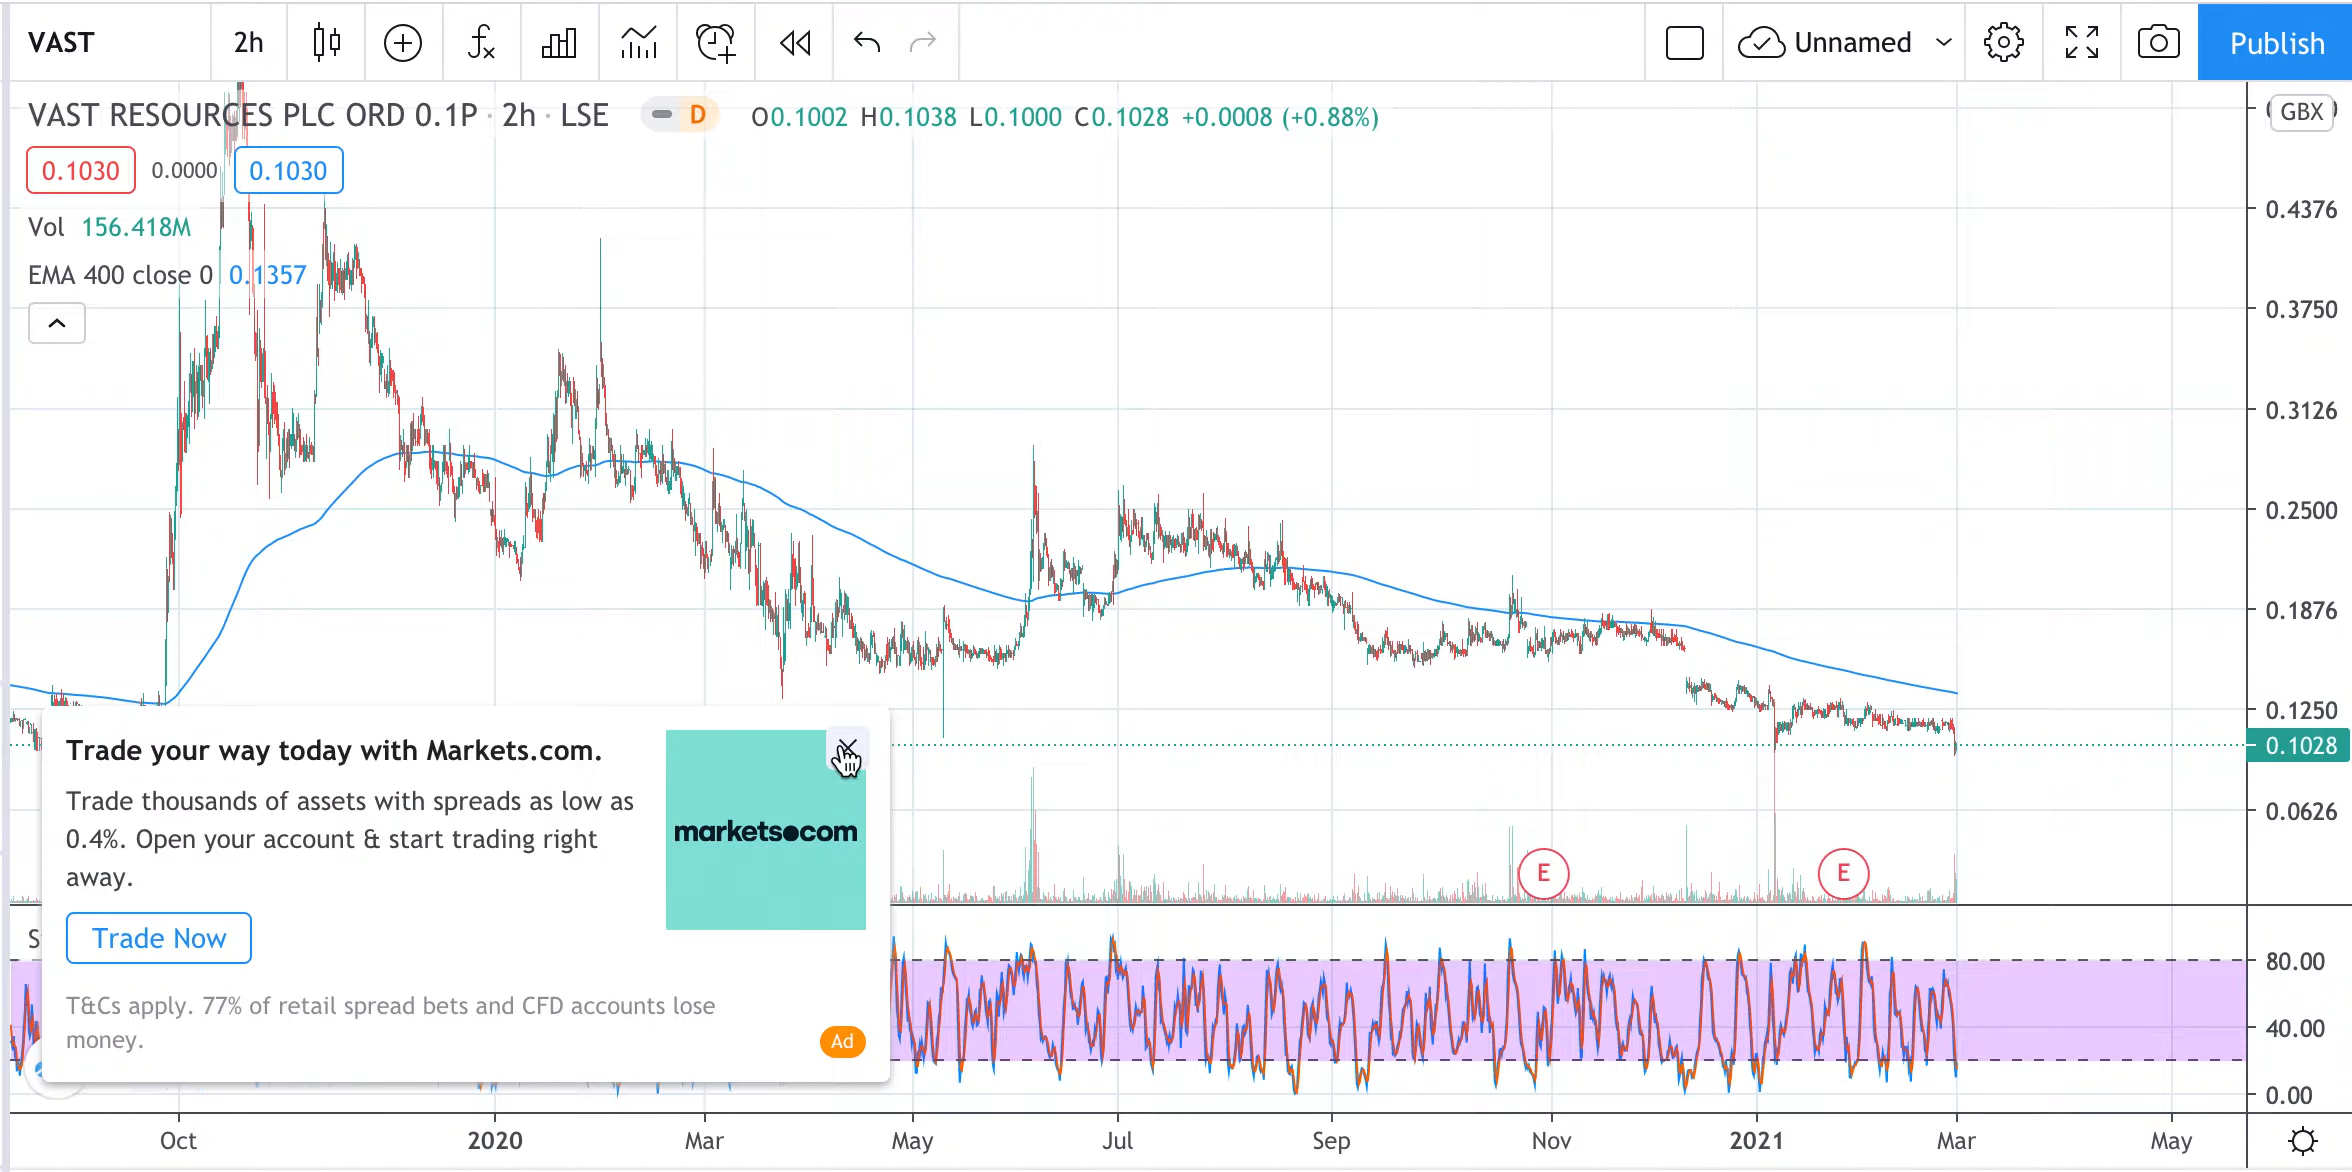 VAST 2h Unnamed Publish
VAST RESOURCES PLC ORD 0.1P · 2h · LSE D O0.1002 H0.1038 L0.1000 C0.1028 +0.0008 (+0.88%)
GBX
0.1030 0.0000 0.1030
Vol 156.418M
EMA 400 close 0 0.1357
0.4376
0.3750
0.3126
0.2500
0.1876
0.1250
0.1028
0.0626
Trade your way today with Markets.com.
Trade thousands of assets with spreads as low as
0.4%. Open your account & start trading right
away.
markets.com
Trade Now
T&Cs apply. 77% of retail spread bets and CFD accounts lose
money.
Ad
E E
80.00
40.00
0.00
Oct 2020 Mar May Jul Sep Nov 2021 Mar May